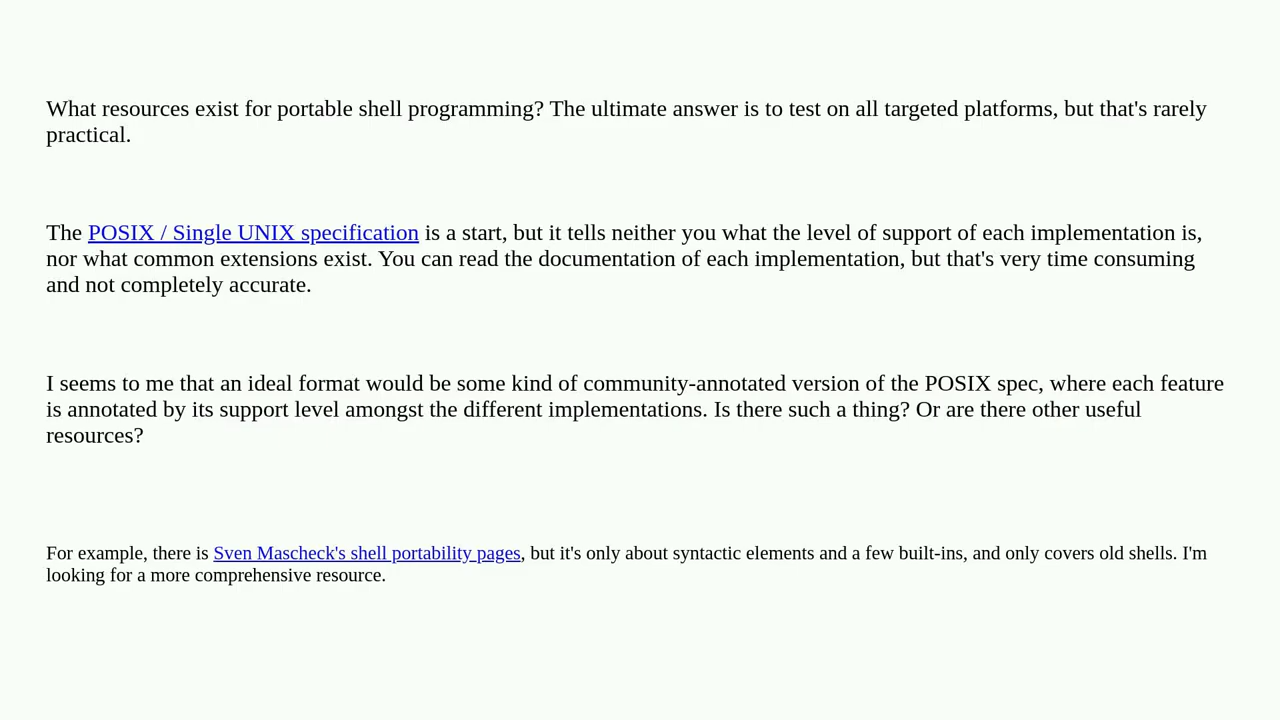 What resources exist for portable shell programming? The ultimate answer is to test on all targeted platforms, but that's rarely
practical.
The POSIX / Single UNIX specification is a start, but it tells neither you what the level of support of each implementation is,
nor what common extensions exist. You can read the documentation of each implementation, but that's very time consuming
and not completely accurate.
I seems to me that an ideal format would be some kind of community-annotated version of the POSIX spec, where each feature
is annotated by its support level amongst the different implementations. Is there such a thing? Or are there other useful
resources?
For example, there is Sven Mascheck's shell portability pages, but it's only about syntactic elements and a few built-ins, and only covers old shells. I'm
looking for a more comprehensive resource.